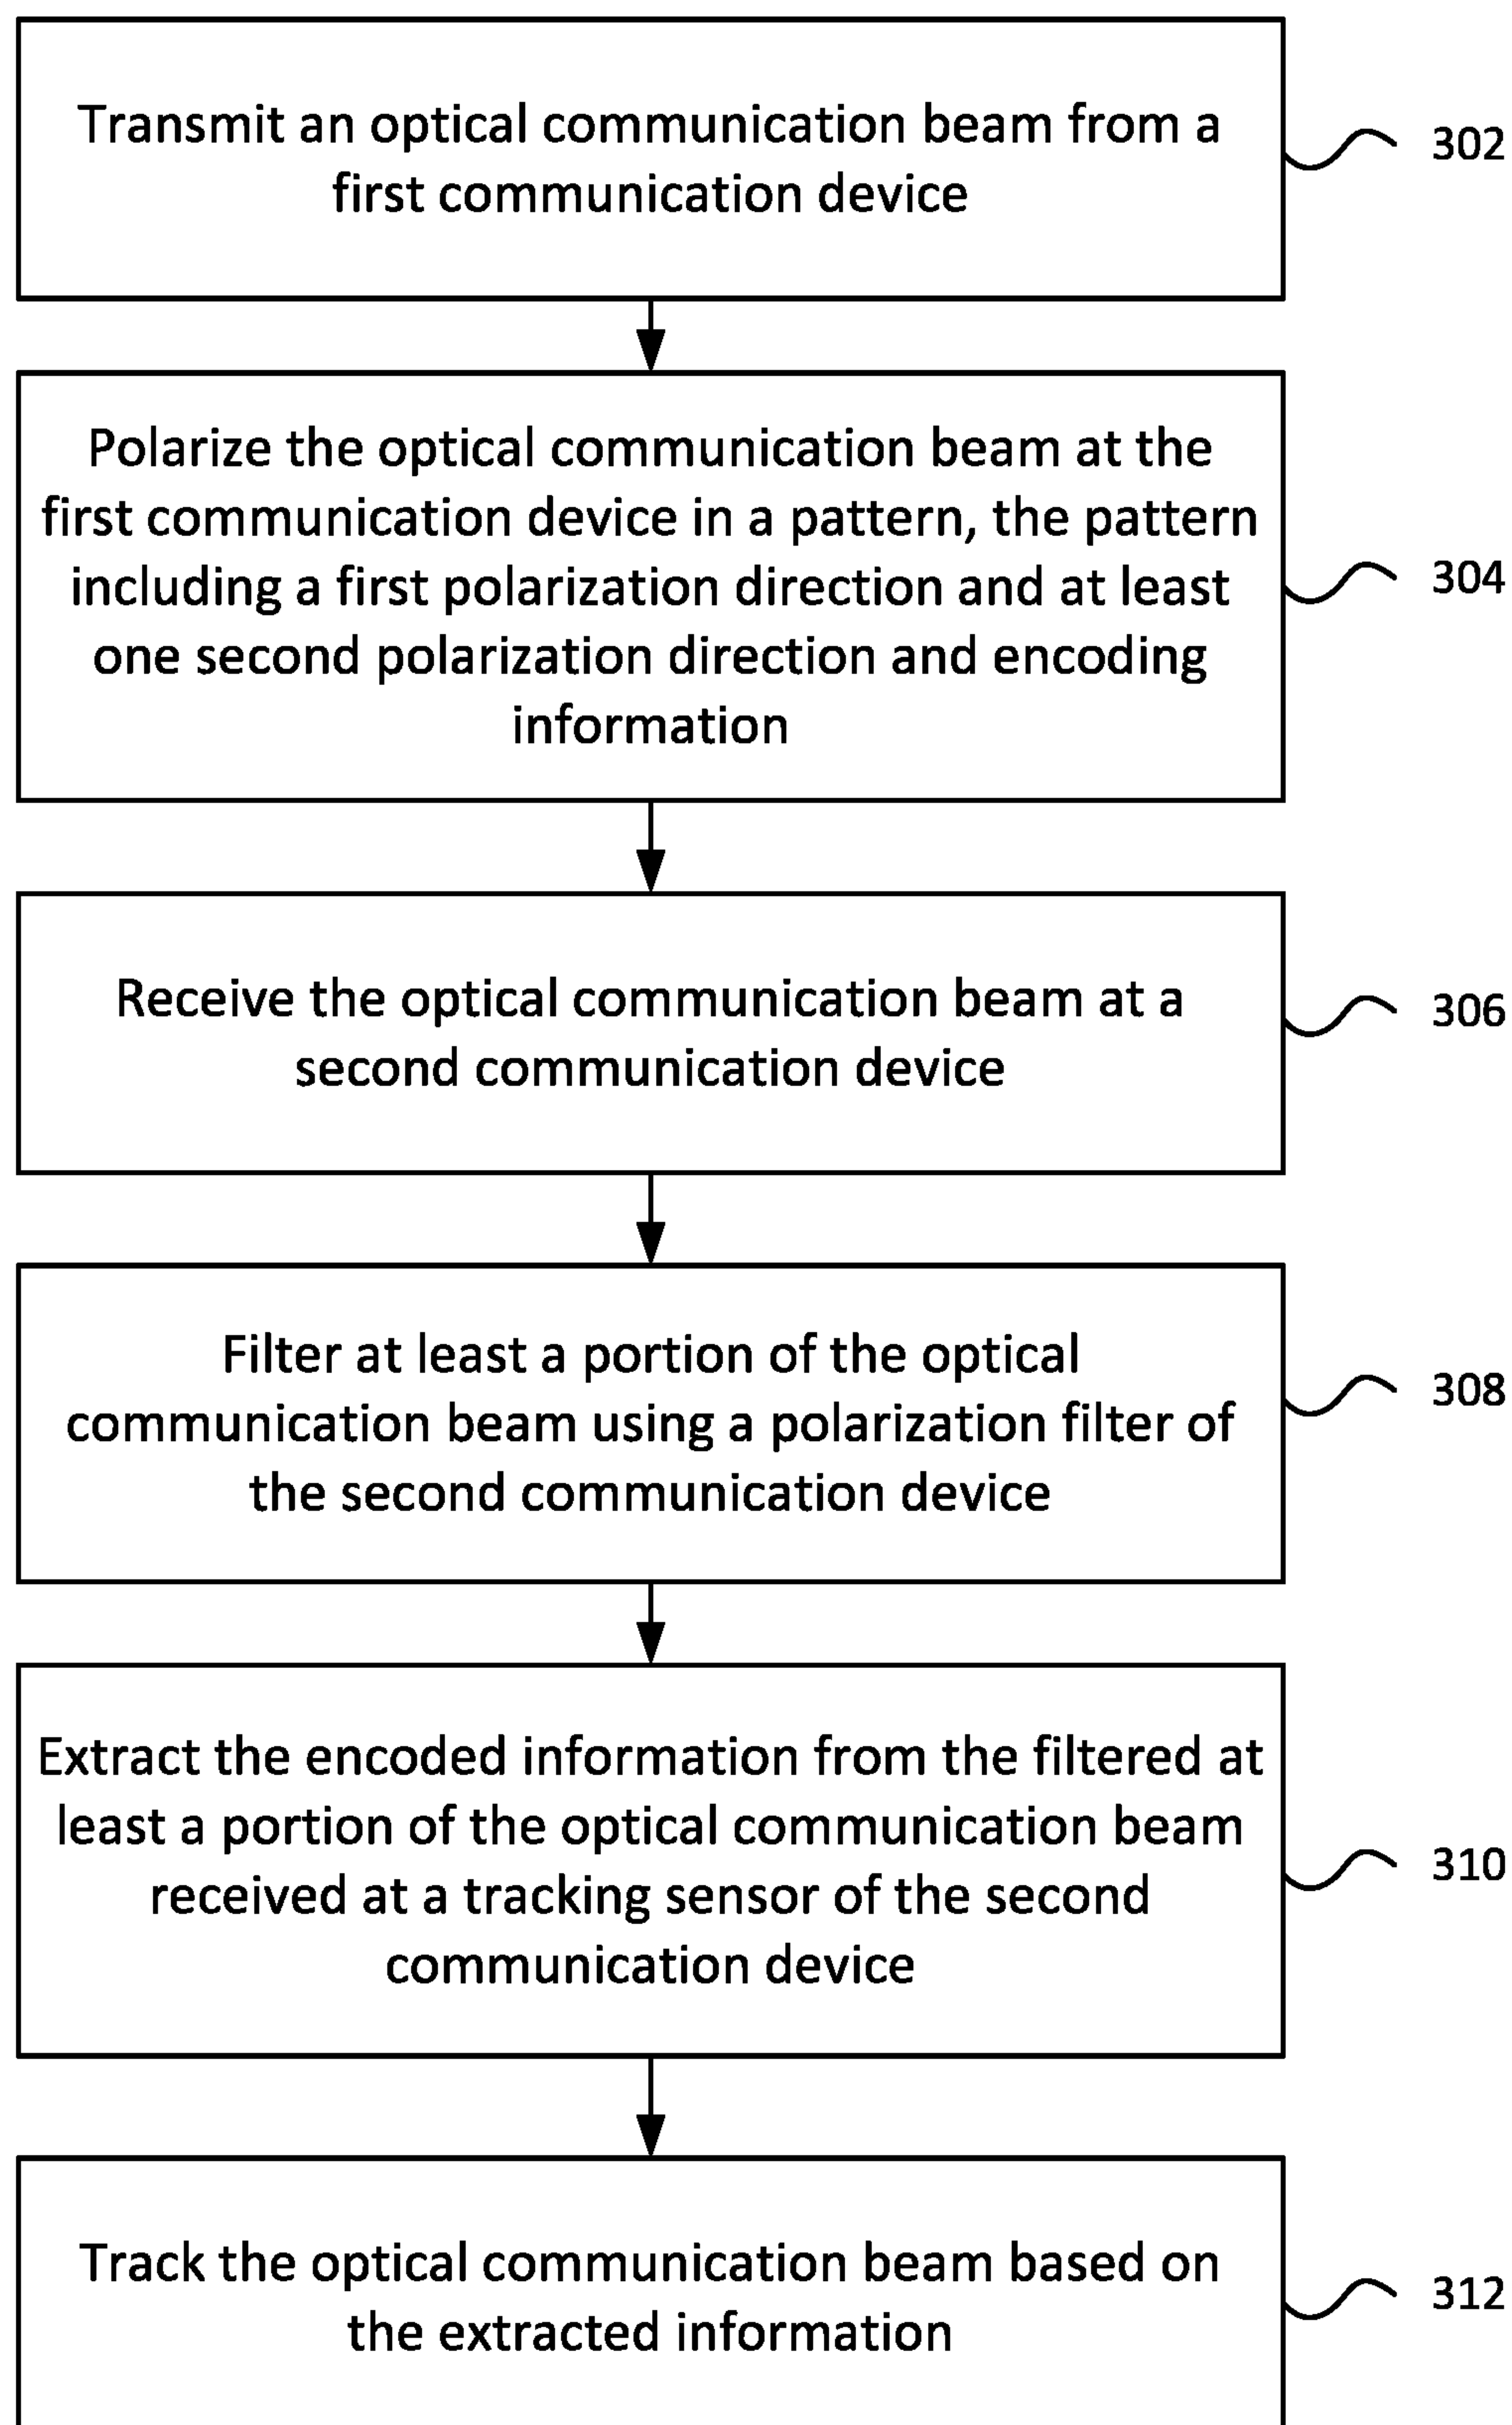 Transmit an optical communication beam from a
first communication device
302
Polarize the optical communication beam at the
first communication device in a pattern, the pattern
including a first polarization direction and at least
one second polarization direction and encoding
information
304
Receive the optical communication beam at a
second communication device
306
Filter at least a portion of the optical
communication beam using a polarization filter of
the second communication device
308
Extract the encoded information from the filtered at
least a portion of the optical communication beam
received at a tracking sensor of the second
communication device
310
Track the optical communication beam based on
the extracted information
312